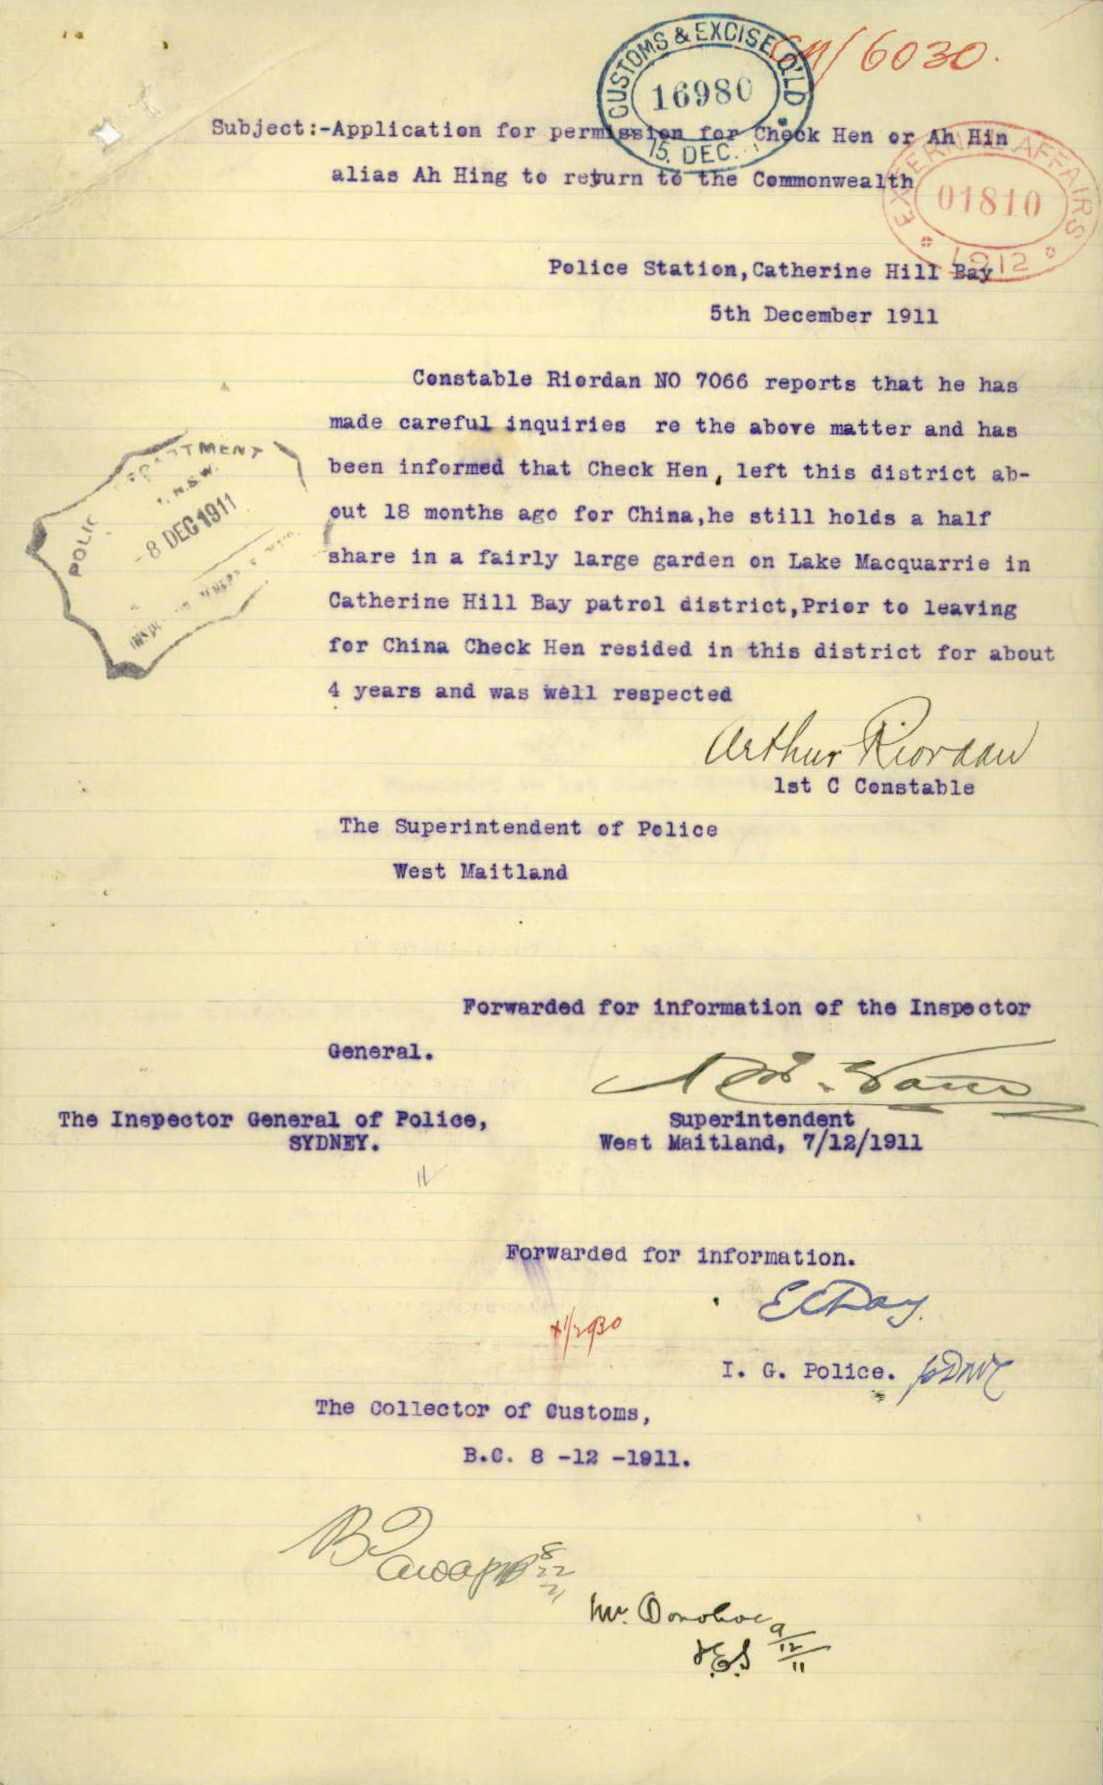 CUSTOMS & EXCISE Q'LD
16980
15. DEC.
6030.
Subject:-Application for permission for Check Hen or Ah Hin
alias Ah Hing to return to the Commonwealth
EXTERNAL AFFAIRS
01810
1912
Police Station,Catherine Hill Bay
5th December 1911
Constable Riordan NO 7066 reports that he has
made careful inquiries re the above matter and has
been informed that Check Hen, left this district ab-
out 18 months ago for China,he still holds a half
share in a fairly large garden on Lake Macquarrie in
Catherine Hill Bay patrol district,Prior to leaving
for China Check Hen resided in this district for about
4 years and was well respected
N.S.W.
-8 DEC 1911
Arthur Riordan
1st C Constable
The Superintendent of Police
West Maitland
Forwarded for information of the Inspector
General.
The Inspector General of Police,
SYDNEY.
Superintendent
West Maitland, 7/12/1911
Forwarded for information.
I. G. Police.
The Collector of Customs,
B.C. 8 -12 -1911.
Mr. Donohoe
9/12/11